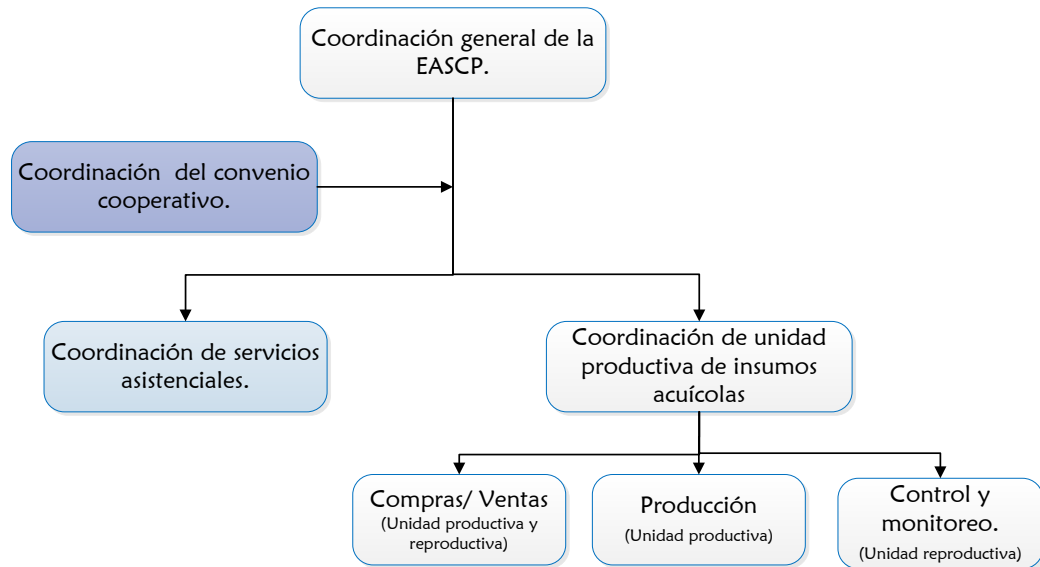 Coordinación general de la
EASCP.
Coordinación del convenio
cooperativo.
Coordinación de servicios
asistenciales.
Coordinación de unidad
productiva de insumos
acuícolas
Compras/ Ventas
(Unidad productiva y
reproductiva)
Producción
(Unidad productiva)
Control y
monitoreo.
(Unidad reproductiva)